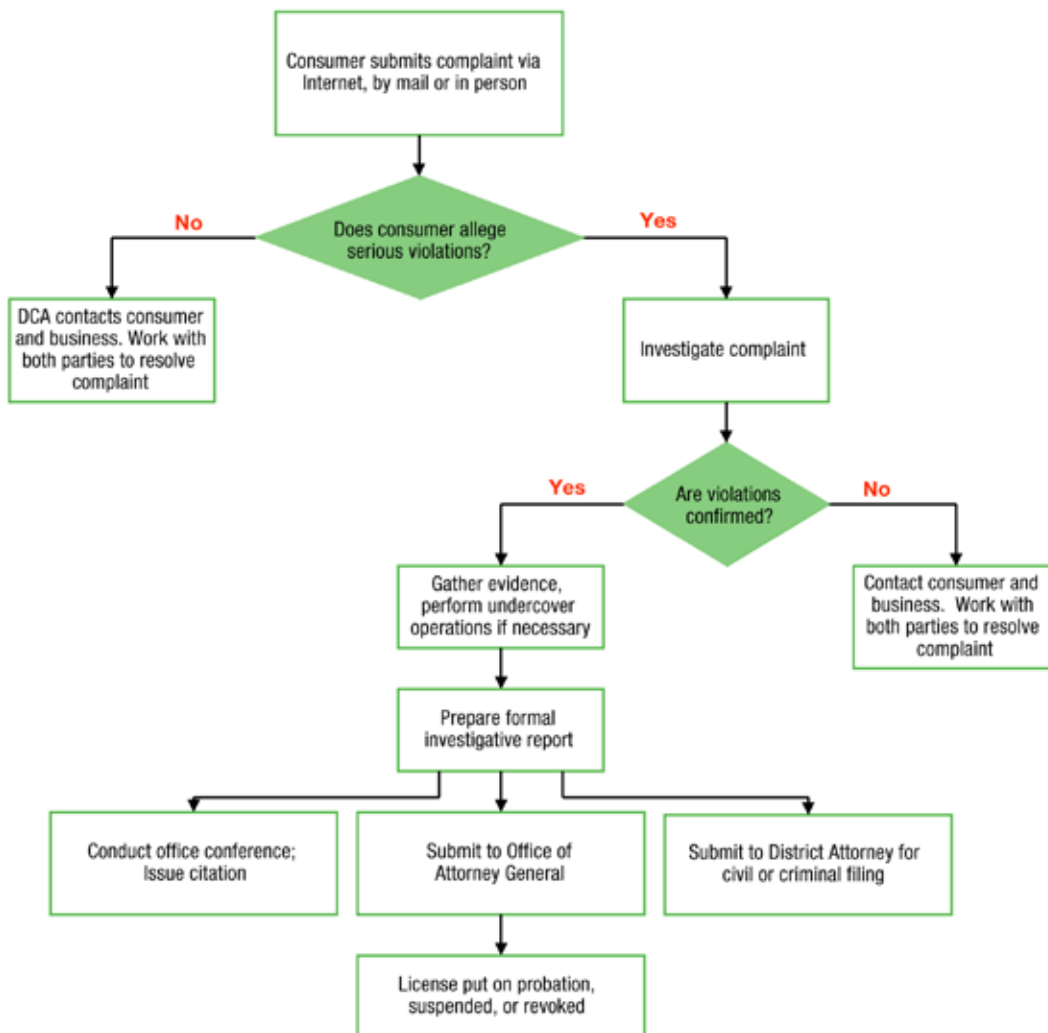 Consumer submits complaint via
Internet, by mail or in person
No
Yes
Does consumer allege
serious violations?
DCA contacts consumer
and business. Work with
both parties to resolve
complaint
Investigate complaint
Yes
No
Are violations
confirmed?
Gather evidence,
perform undercover
operations if necessary
Contact consumer and
business. Work with
both parties to resolve
complaint
Prepare formal
investigative report
Conduct office conference;
Issue citation
Submit to Office of
Attorney General
Submit to District Attorney for
civil or criminal filing
License put on probation,
suspended, or revoked